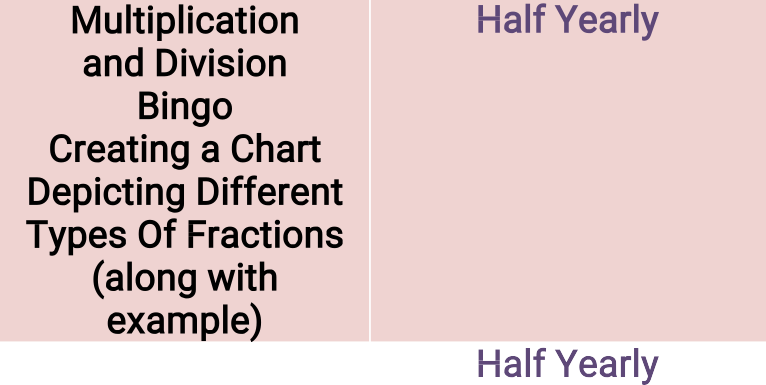 Multiplication
and Division
Bingo
Creating a Chart
Depicting Different
Types Of Fractions
(along with
example)
Half Yearly
Half Yearly